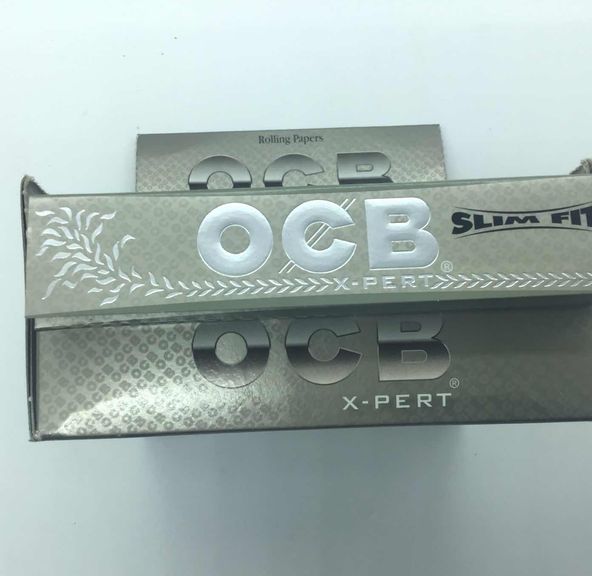 Rolling Papers
OCB
OCB®
SLIM FIT
X-PERT
OCB®
X-PERT